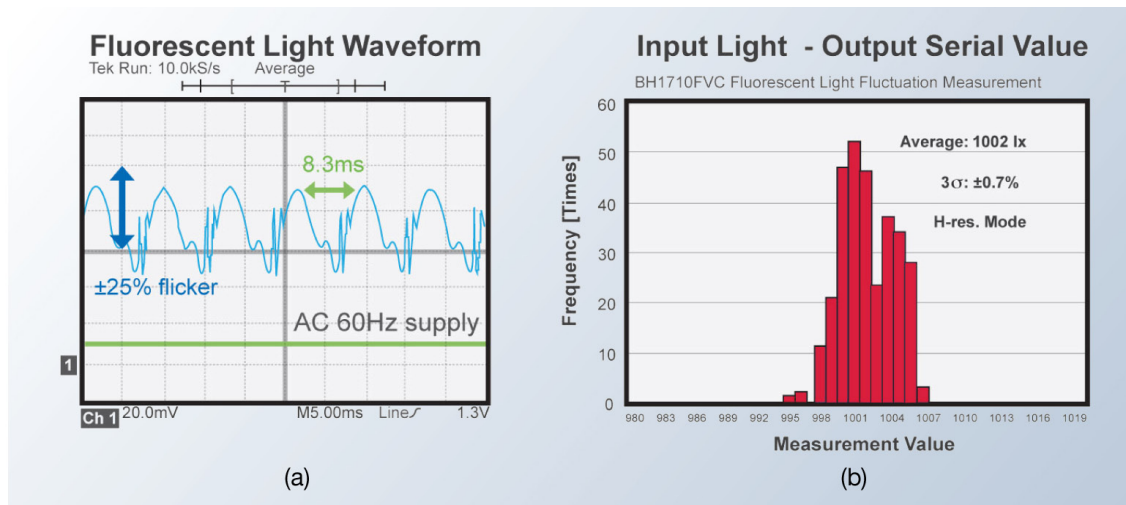 Fluorescent Light Waveform
Tek Run: 10.0kS/s Average
T
8.3ms
±25% flicker
AC 60Hz supply
1
Ch 1 20.0mV M5.00ms Line 1.3V
(a)
Input Light - Output Serial Value
BH1710FVC Fluorescent Light Fluctuation Measurement
Frequency [Times]
60
50
40
30
20
10
0
Average: 1002 lx
3σ: ±0.7%
H-res. Mode
980 983 986 989 992 995 998 1001 1004 1007 1010 1013 1016 1019
Measurement Value
(b)